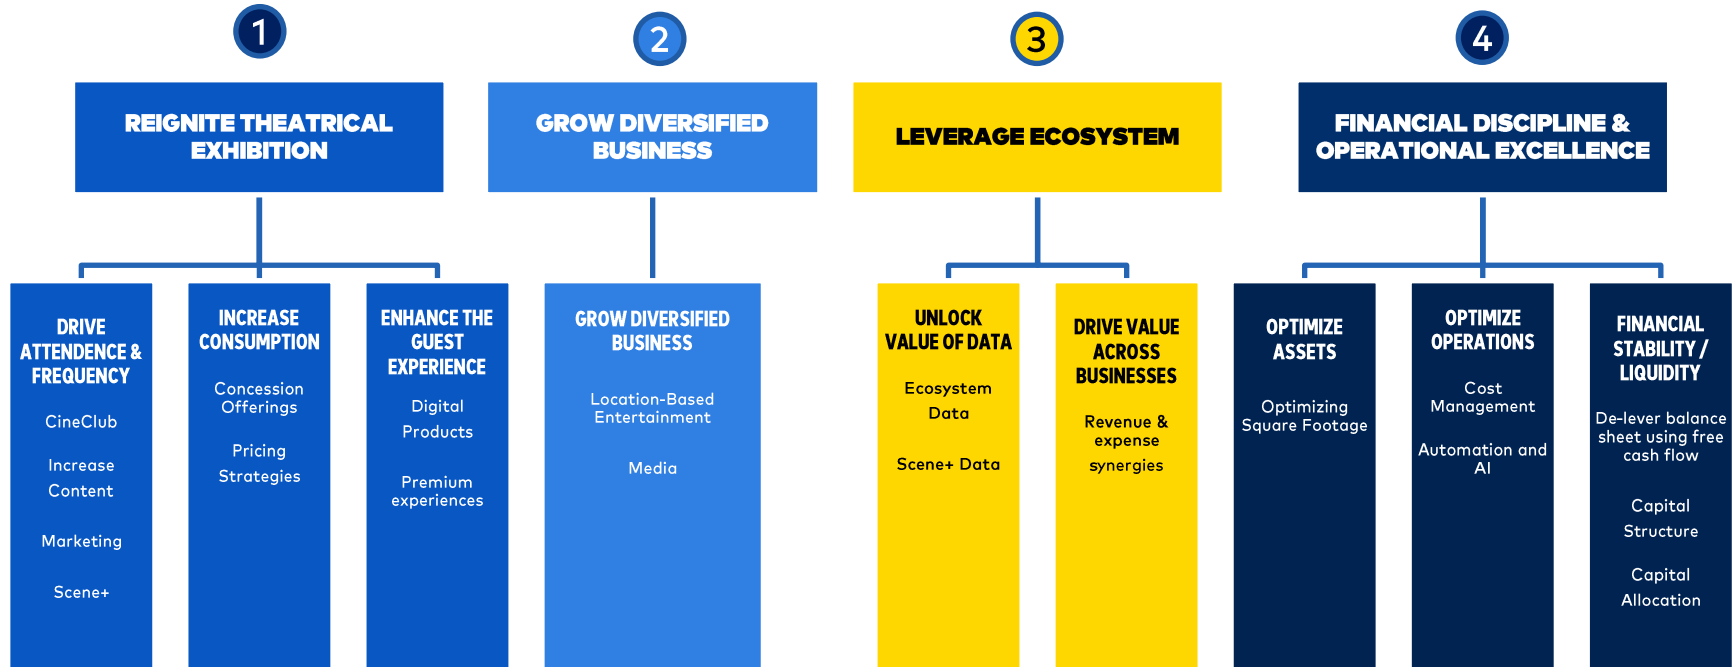 1
REIGNITE THEATRICAL
EXHIBITION
DRIVE
ATTENDENCE &
FREQUENCY
CineClub
Increase
Content
Marketing
Scene+
INCREASE
CONSUMPTION
Concession
Offerings
Pricing
Strategies
ENHANCE THE
GUEST
EXPERIENCE
Digital
Products
Premium
experiences
2
GROW DIVERSIFIED
BUSINESS
GROW DIVERSIFIED
BUSINESS
Location-Based
Entertainment
Media
3
LEVERAGE ECOSYSTEM
UNLOCK
VALUE OF DATA
Ecosystem
Data
Scene+ Data
DRIVE VALUE
ACROSS
BUSINESSES
Revenue &
expense
synergies
4
FINANCIAL DISCIPLINE &
OPERATIONAL EXCELLENCE
OPTIMIZE
ASSETS
Optimizing
Square Footage
OPTIMIZE
OPERATIONS
Cost
Management
Automation and
AI
FINANCIAL
STABILITY /
LIQUIDITY
De-lever balance
sheet using free
cash flow
Capital
Structure
Capital
Allocation